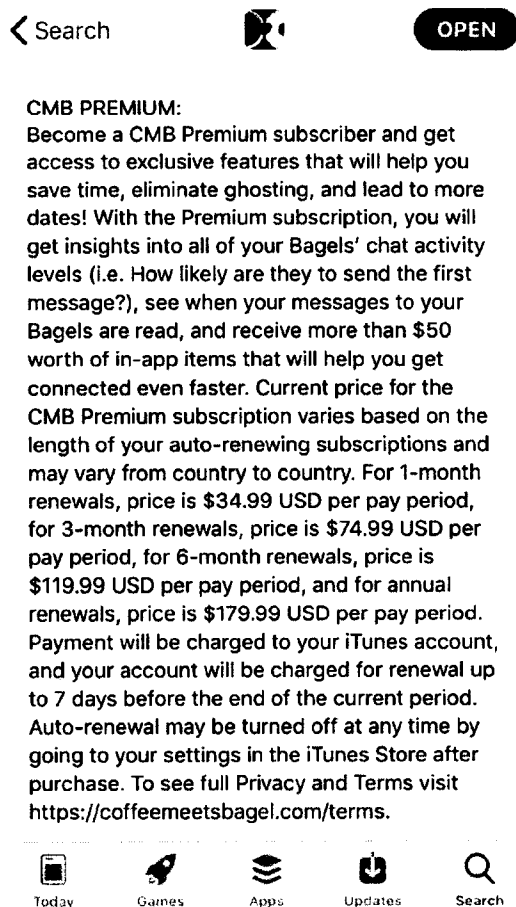 Search
OPEN
CMB PREMIUM:
Become a CMB Premium subscriber and get
access to exclusive features that will help you
save time, eliminate ghosting, and lead to more
dates! With the Premium subscription, you will
get insights into all of your Bagels' chat activity
levels (i.e. How likely are they to send the first
message?), see when your messages to your
Bagels are read, and receive more than $50
worth of in-app items that will help you get
connected even faster. Current price for the
CMB Premium subscription varies based on the
length of your auto-renewing subscriptions and
may vary from country to country. For 1-month
renewals, price is $34.99 USD per pay period,
for 3-month renewals, price is $74.99 USD per
pay period, for 6-month renewals, price is
$119.99 USD per pay period, and for annual
renewals, price is $179.99 USD per pay period.
Payment will be charged to your iTunes account,
and your account will be charged for renewal up
to 7 days before the end of the current period.
Auto-renewal may be turned off at any time by
going to your settings in the iTunes Store after
purchase. To see full Privacy and Terms visit
https://coffeemeetsbagel.com/terms.
Today Games Apps Updates Search